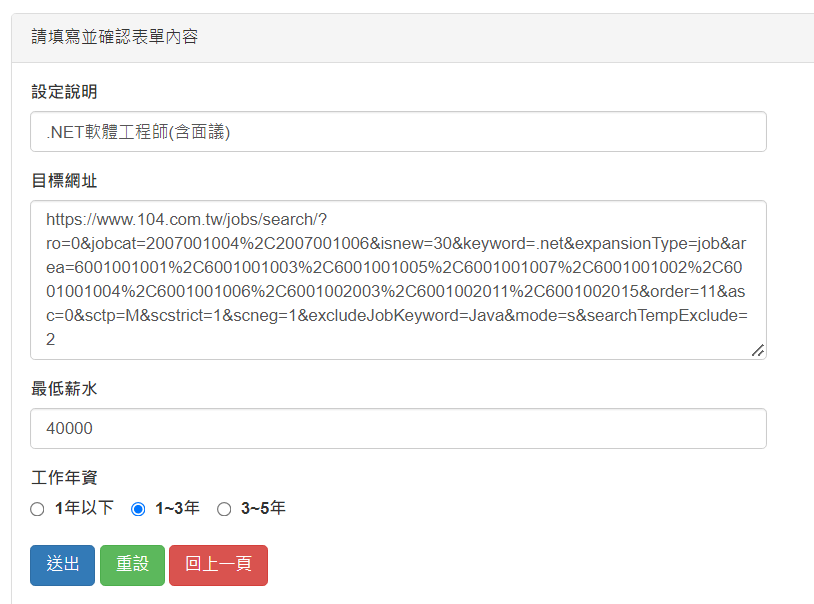 請填寫並確認表單內容
設定說明
.NET軟體工程師(含面議)
目標網址
https://www.104.com.tw/jobs/search/?
ro=0&jobcat=2007001004%2C2007001006&isnew=30&keyword=.net&expansionType=job&ar
ea=6001001001%2C6001001003%2C6001001005%2C6001001007%2C6001001002%2C60
01001004%2C6001001006%2C6001002003%2C6001002011%2C6001002015&order=11&as
c=0&sctp=M&scstrict=1&scneg=1&excludeJobKeyword=Java&mode=s&searchTempExclude=
2
最低薪水
40000
工作年資
1年以下 1~3年 3~5年
送出 重設 回上一頁